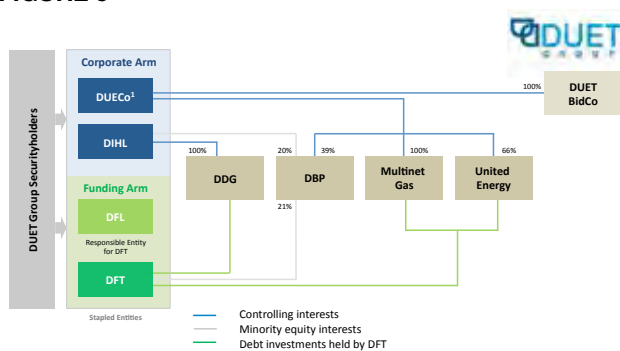 DUET
GROUP
Corporate Arm
DUECo1
100%
DUET
BidCo
DIHL
100%
20%
39%
100%
66%
DDG
DBP
Multinet
Gas
United
Energy
DUET Group Securityholders
Funding Arm
DFL
21%
Responsible Entity
for DFT
DFT
Stapled Entities
Controlling interests
Minority equity interests
Debt investments held by DFT